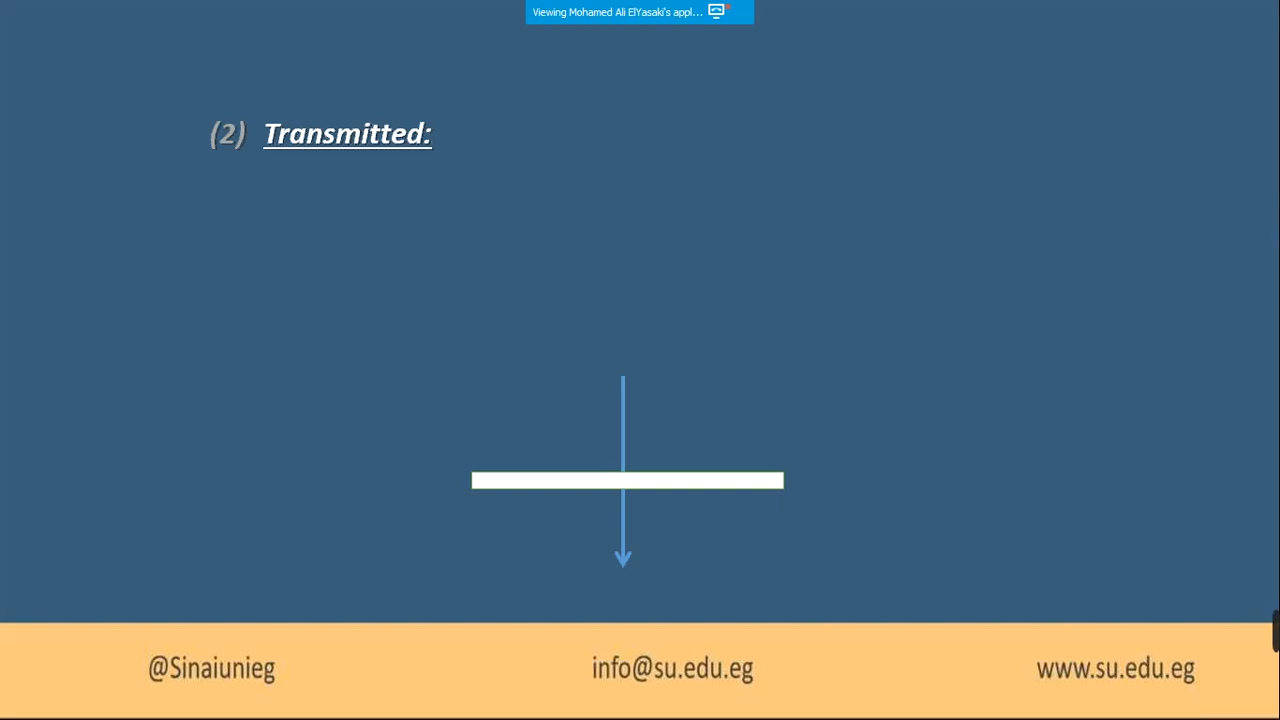 Viewing Mohamed Ali ElYasaki's appl...
(2) Transmitted:
@Sinaiunieg info@su.edu.eg www.su.edu.eg